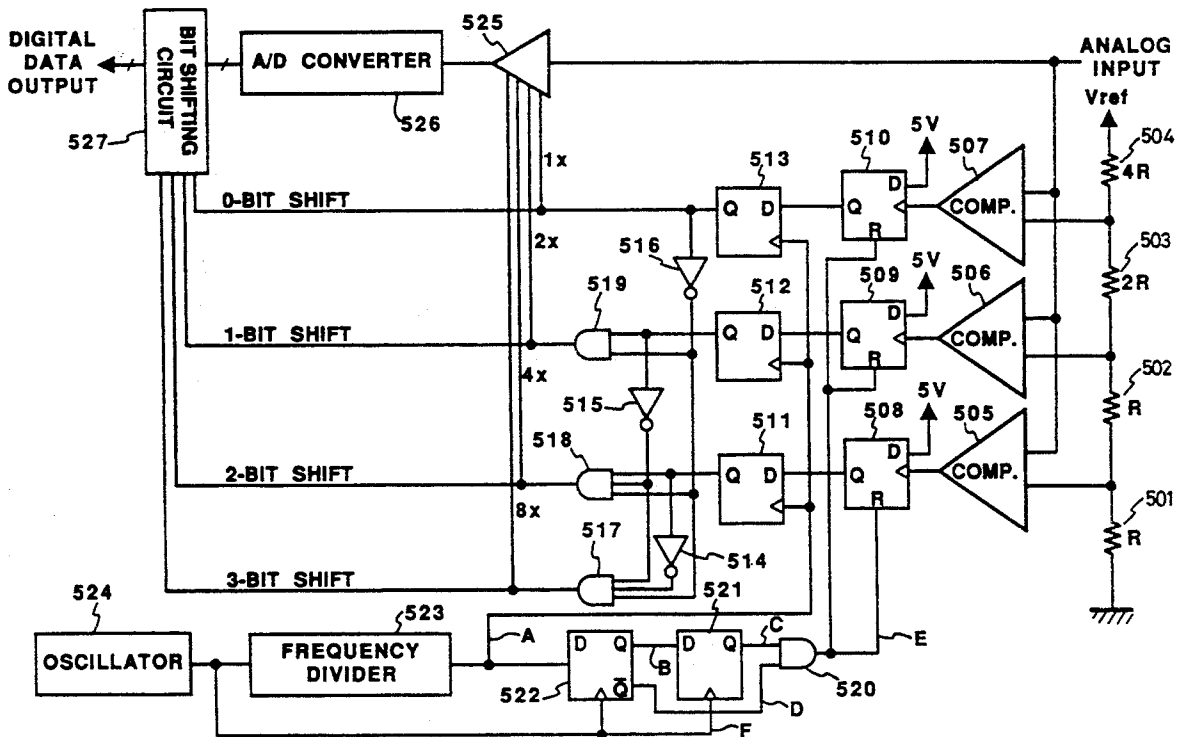 DIGITAL
DATA
OUTPUT
527
BIT SHIFTING
CIRCUIT
A/D CONVERTER
526
525
ANALOG
INPUT
Vref
504
4R
503
2R
502
R
501
R
1x
2x
4x
8x
0-BIT SHIFT
1-BIT SHIFT
2-BIT SHIFT
3-BIT SHIFT
513
Q D
510
5V
D
Q
R
507
COMP.
516
519
512
Q D
509
5V
D
Q
R
506
COMP.
515
518
511
Q D
508
5V
D
Q
R
505
COMP.
517
514
524
OSCILLATOR
523
FREQUENCY
DIVIDER
A
522
D Q
Q̅
B
521
D Q
C
520
D
E
F